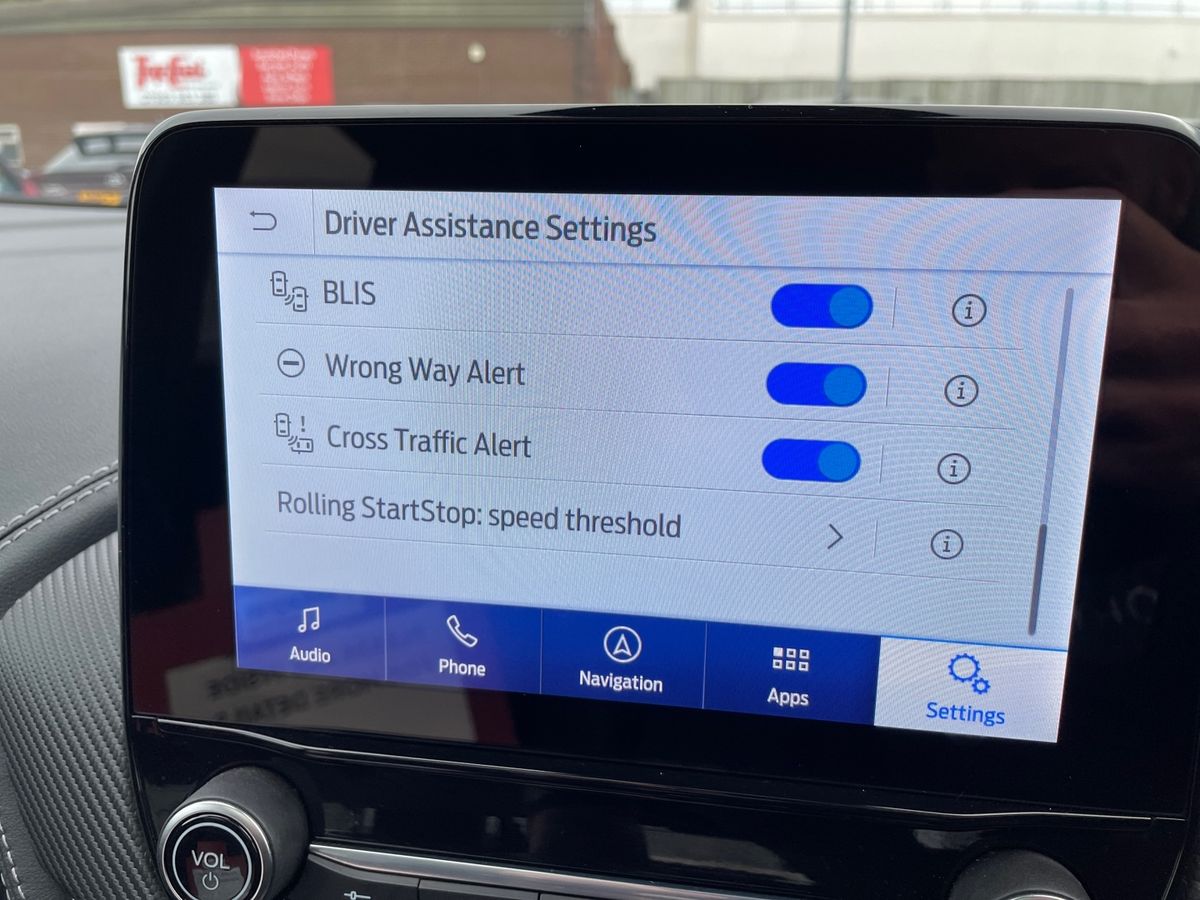 Driver Assistance Settings
BLIS
Wrong Way Alert
Cross Traffic Alert
Rolling StartStop: speed threshold
Audio
Phone
Navigation
Apps
Settings
VOL